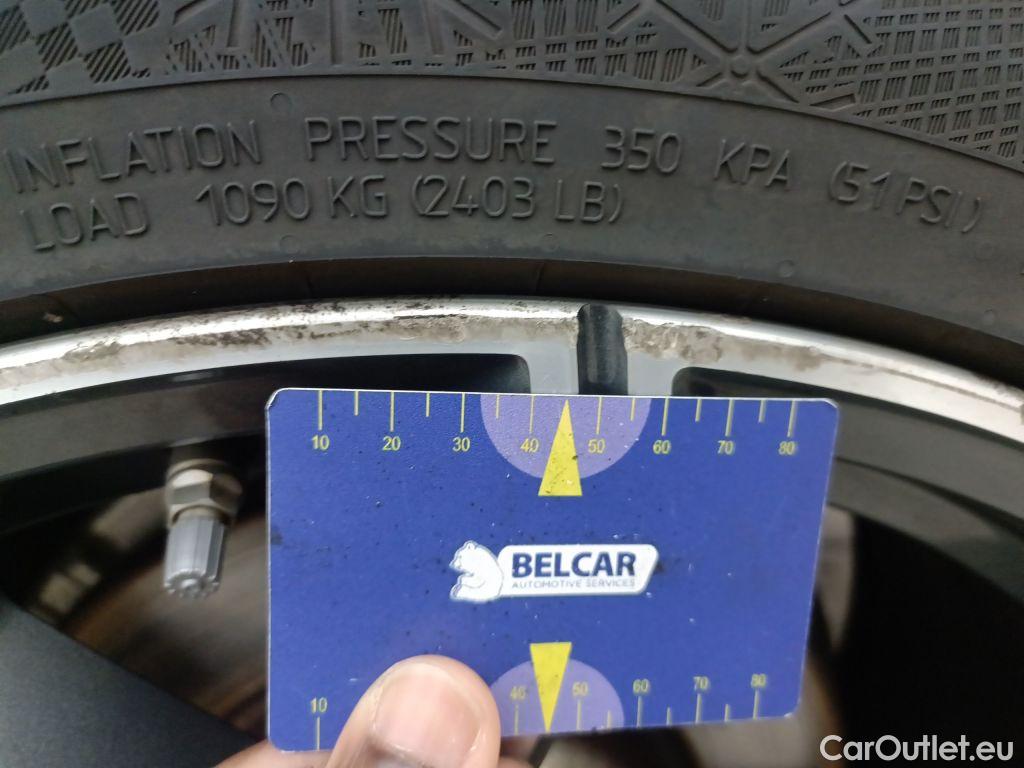 INFLATION PRESSURE 350 KPA (51 PSI)
LOAD 1090 KG (2403 LB)
10 20 30 40 50 60 70 80
BELCAR
AUTOMOTIVE SERVICES
10 40 50 60 70 80
CarOutlet.eu